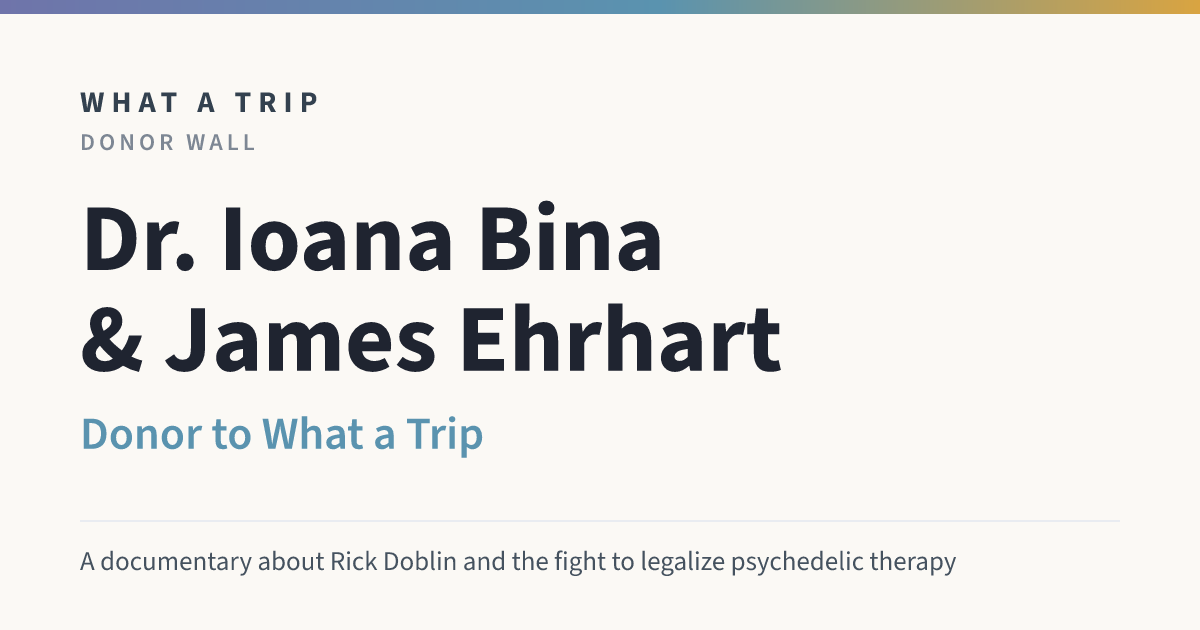 WHAT A TRIP
DONOR WALL
Dr. Ioana Bina
& James Ehrhart
Donor to What a Trip
A documentary about Rick Doblin and the fight to legalize psychedelic therapy